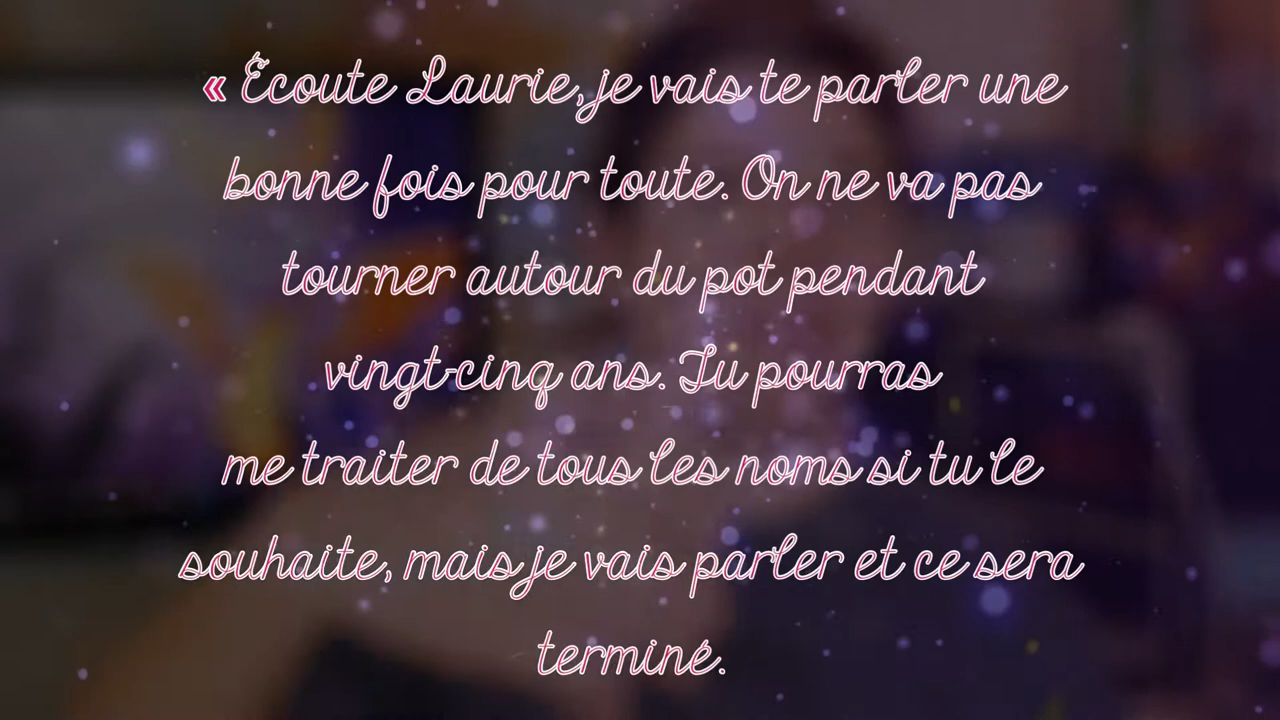 « Écoute Laurie, je vais te parler une
bonne fois pour toute. On ne va pas
tourner autour du pot pendant
vingt-cinq ans. Tu pourras
me traiter de tous les noms si tu le
souhaite, mais je vais parler et ce sera
terminé.